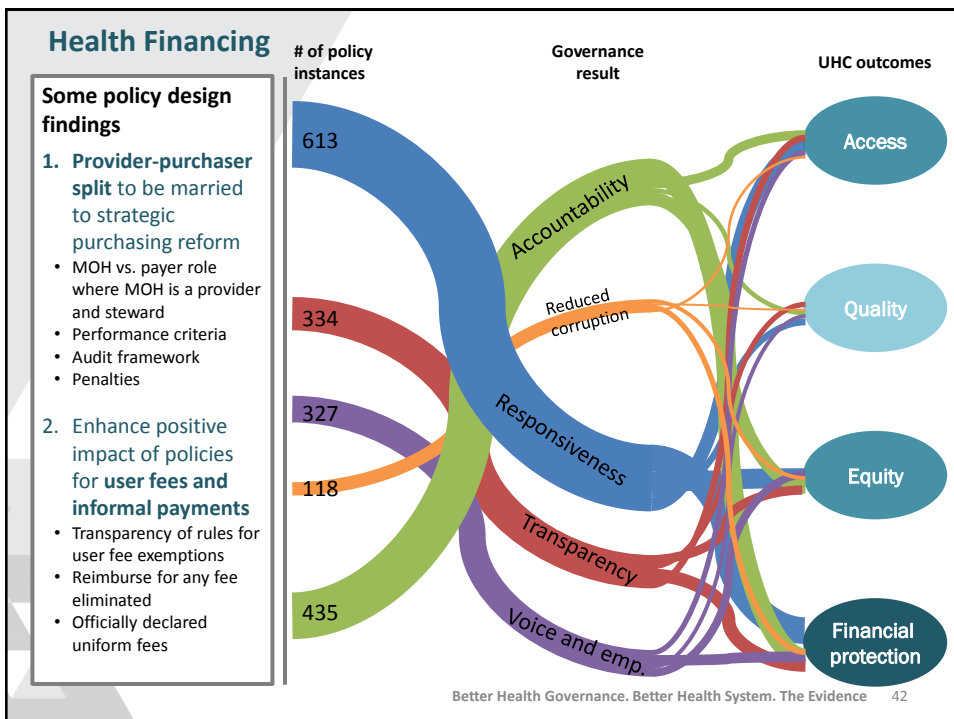 Health Financing
Some policy design
findings
1. Provider-purchaser
split to be married
to strategic
purchasing reform
• MOH vs. payer role
where MOH is a provider
and steward
• Performance criteria
• Audit framework
• Penalties
2. Enhance positive
impact of policies
for user fees and
informal payments
• Transparency of rules for
user fee exemptions
• Reimburse for any fee
eliminated
• Officially declared
uniform fees
# of policy
instances
613
334
327
118
435
Governance
result
Accountability
Reduced
corruption
Responsiveness
Transparency
Voice and emp.
UHC outcomes
Access
Quality
Equity
Financial
protection
Better Health Governance. Better Health System. The Evidence 42